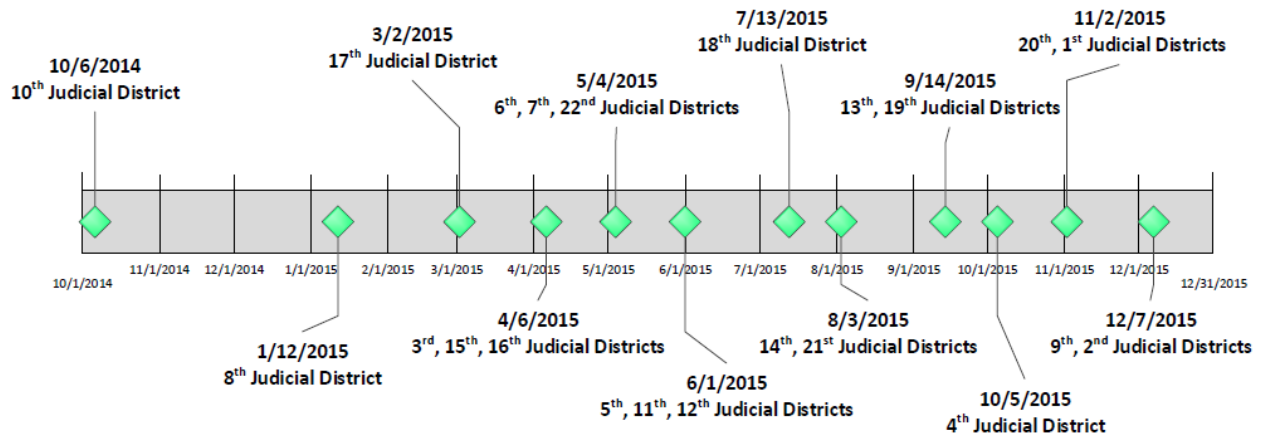 10/6/2014
10th Judicial District
3/2/2015
17th Judicial District
5/4/2015
6th, 7th, 22nd Judicial Districts
7/13/2015
18th Judicial District
9/14/2015
13th, 19th Judicial Districts
11/2/2015
20th, 1st Judicial Districts
10/1/2014
11/1/2014
12/1/2014
1/1/2015
2/1/2015
3/1/2015
4/1/2015
5/1/2015
6/1/2015
7/1/2015
8/1/2015
9/1/2015
10/1/2015
11/1/2015
12/1/2015
12/31/2015
1/12/2015
8th Judicial District
4/6/2015
3rd, 15th, 16th Judicial Districts
6/1/2015
5th, 11th, 12th Judicial Districts
8/3/2015
14th, 21st Judicial Districts
10/5/2015
4th Judicial District
12/7/2015
9th, 2nd Judicial Districts